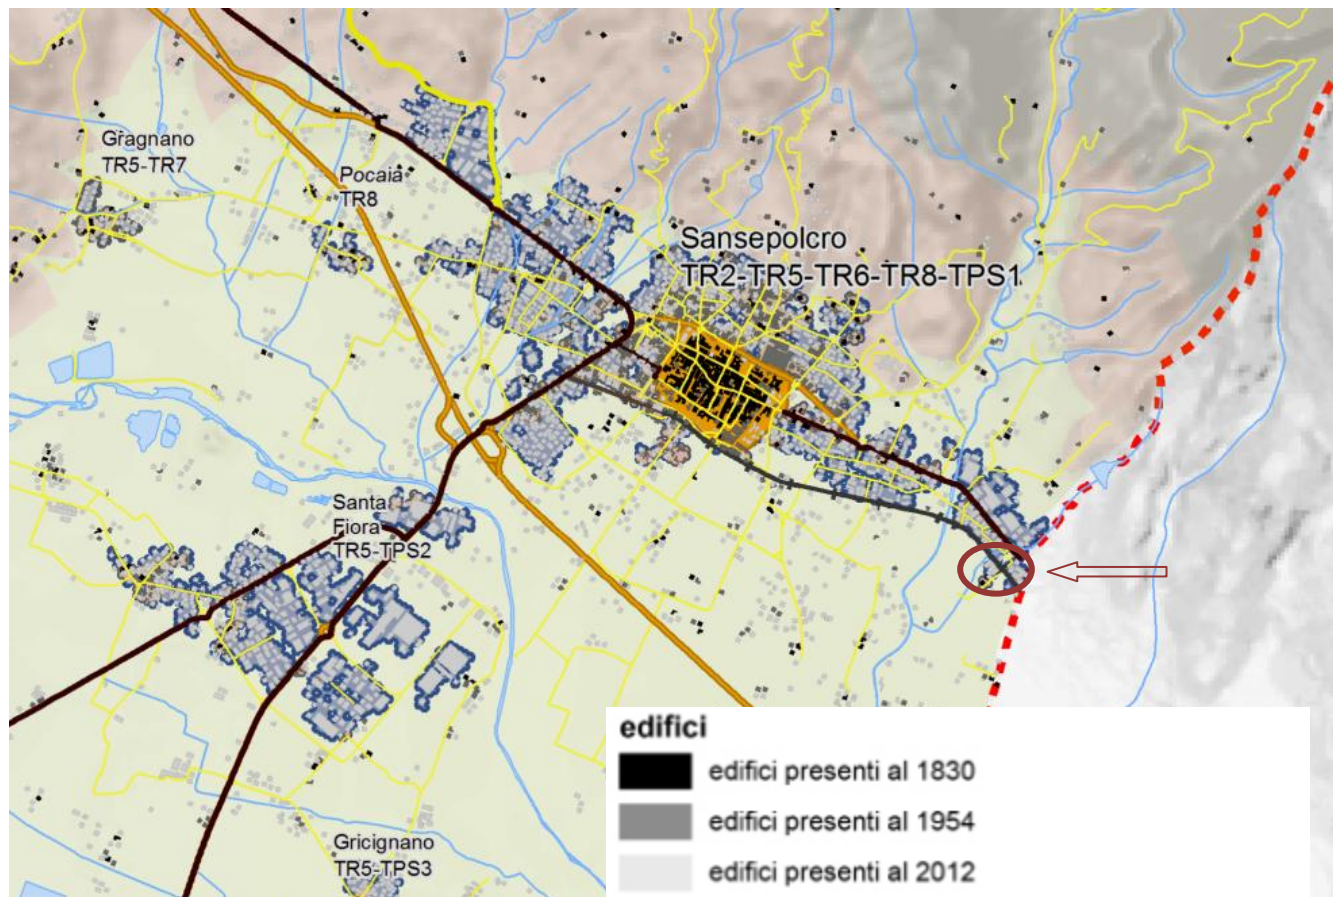 Gragnano
TR5-TR7
Pocaia
TR8
Sansepolcro
TR2-TR5-TR6-TR8-TPS1
Santa
Fiora
TR5-TPS2
Gricignano
TR5-TPS3
edifici
edifici presenti al 1830
edifici presenti al 1954
edifici presenti al 2012